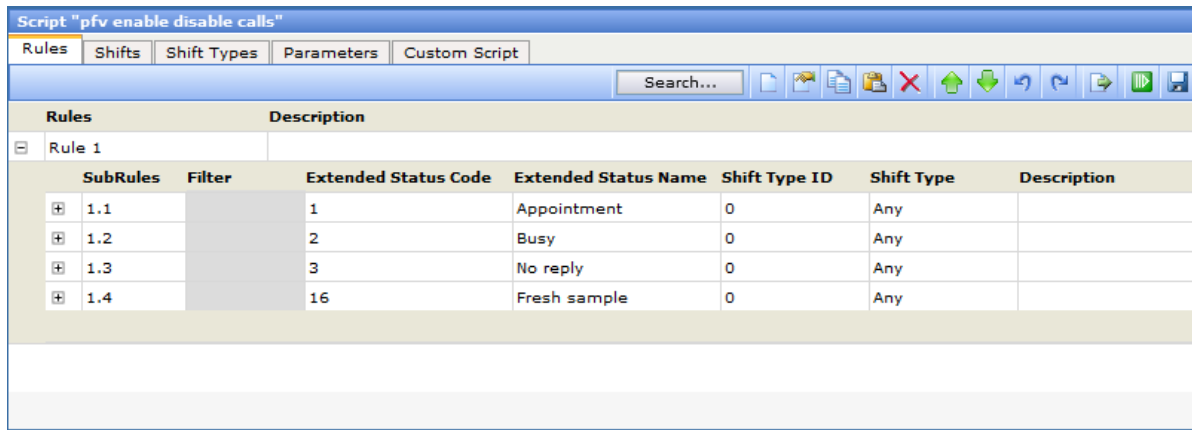 Script "pfv enable disable calls"
Rules Shifts Shift Types Parameters Custom Script
Search...
Rules Description
Rule 1
SubRules Filter Extended Status Code Extended Status Name Shift Type ID Shift Type Description
1.1 1 Appointment 0 Any
1.2 2 Busy 0 Any
1.3 3 No reply 0 Any
1.4 16 Fresh sample 0 Any